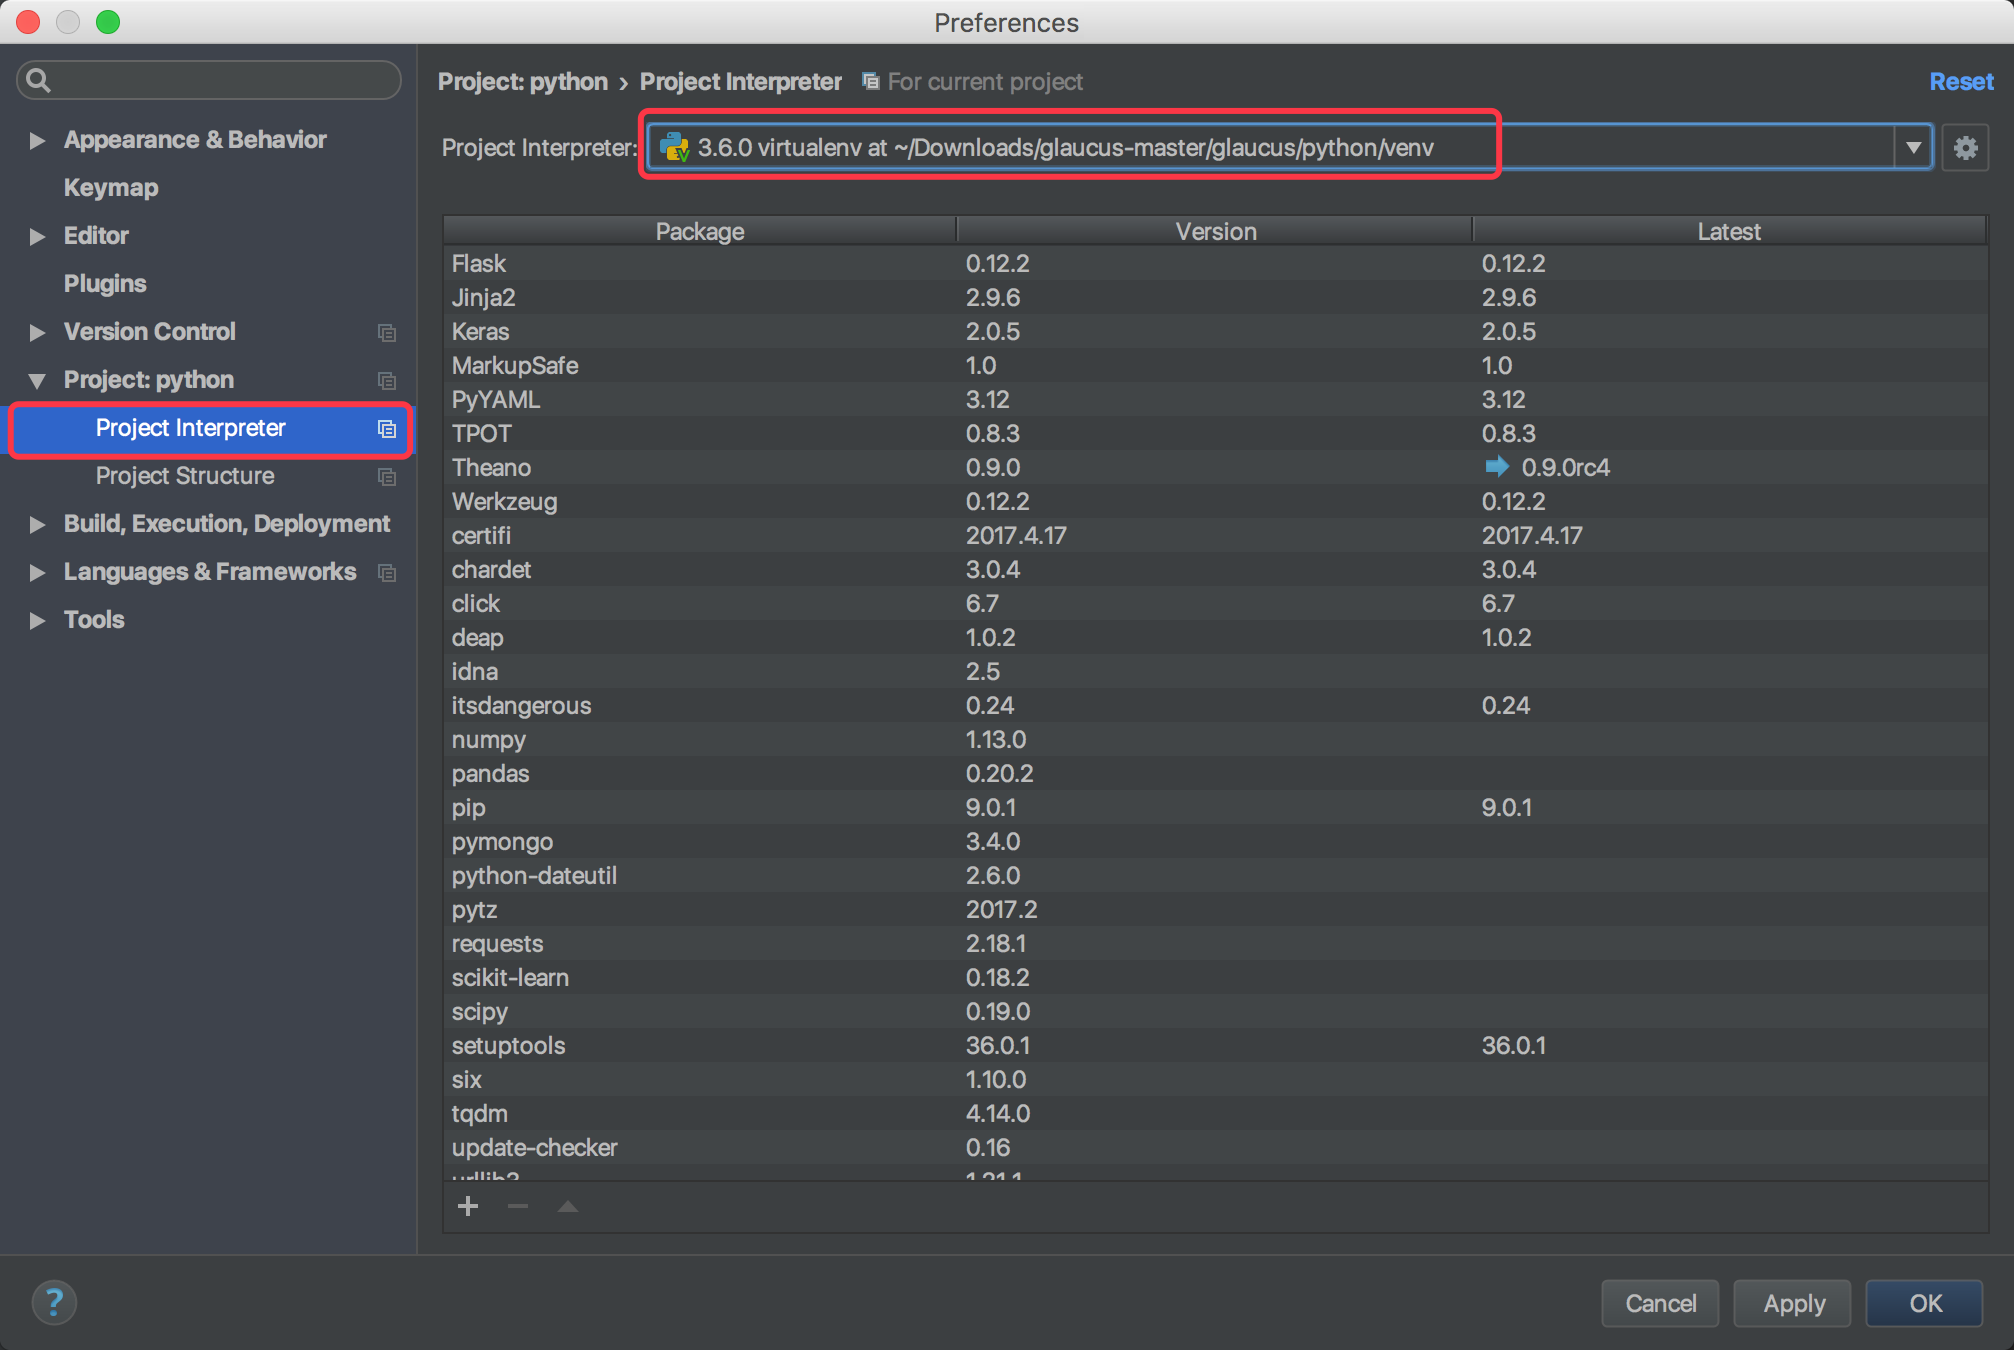 Preferences
Appearance & Behavior
Keymap
Editor
Plugins
Version Control
Project: python
Project Interpreter
Project Structure
Build, Execution, Deployment
Languages & Frameworks
Tools
Project: python › Project Interpreter For current project Reset
Project Interpreter: 3.6.0 virtualenv at ~/Downloads/glaucus-master/glaucus/python/venv
Package Version Latest
Flask 0.12.2 0.12.2
Jinja2 2.9.6 2.9.6
Keras 2.0.5 2.0.5
MarkupSafe 1.0 1.0
PyYAML 3.12 3.12
TPOT 0.8.3 0.8.3
Theano 0.9.0 0.9.0rc4
Werkzeug 0.12.2 0.12.2
certifi 2017.4.17 2017.4.17
chardet 3.0.4 3.0.4
click 6.7 6.7
deap 1.0.2 1.0.2
idna 2.5
itsdangerous 0.24 0.24
numpy 1.13.0
pandas 0.20.2
pip 9.0.1 9.0.1
pymongo 3.4.0
python-dateutil 2.6.0
pytz 2017.2
requests 2.18.1
scikit-learn 0.18.2
scipy 0.19.0
setuptools 36.0.1 36.0.1
six 1.10.0
tqdm 4.14.0
update-checker 0.16
urllib3 1.21.1
? Cancel Apply OK